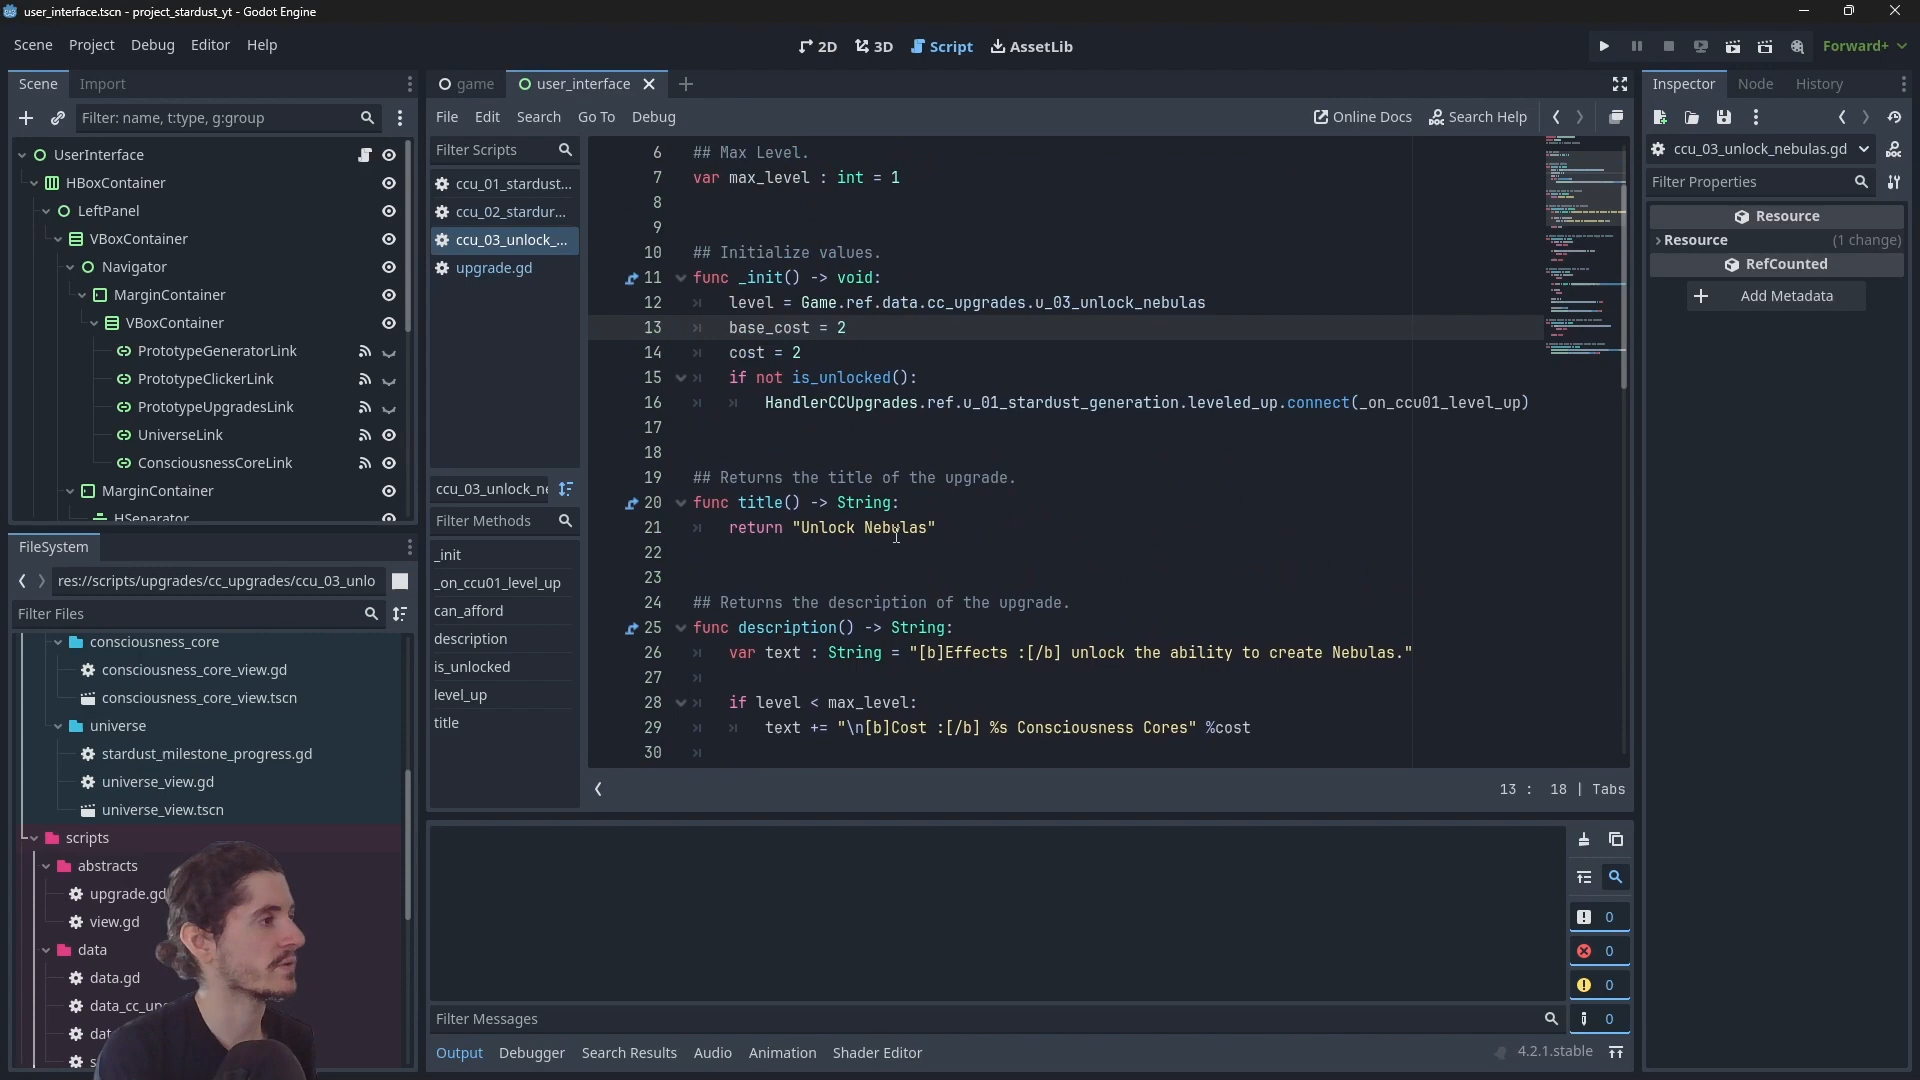 user_interface.tscn - project_stardust_yt - Godot Engine
Scene Project Debug Editor Help
2D 3D Script AssetLib
Forward+
Scene Import
Filter: name, t:type, g:group
UserInterface
HBoxContainer
LeftPanel
VBoxContainer
Navigator
MarginContainer
VBoxContainer
PrototypeGeneratorLink
PrototypeClickerLink
PrototypeUpgradesLink
UniverseLink
ConsciousnessCoreLink
MarginContainer
HSeparator
FileSystem
res://scripts/upgrades/cc_upgrades/ccu_03_unlo
Filter Files
consciousness_core
consciousness_core_view.gd
consciousness_core_view.tscn
universe
stardust_milestone_progress.gd
universe_view.gd
universe_view.tscn
scripts
abstracts
upgrade.gd
view.gd
data
data.gd
data_cc_up
game user_interface
File Edit Search Go To Debug
Online Docs Search Help
Filter Scripts
ccu_01_stardust...
ccu_02_stardur...
ccu_03_unlock_...
upgrade.gd
ccu_03_unlock_ne
Filter Methods
_init
_on_ccu01_level_up
can_afford
description
is_unlocked
level_up
title
6 ## Max Level.
7 var max_level : int = 1
8
9
10 ## Initialize values.
11 func _init() -> void:
12 level = Game.ref.data.cc_upgrades.u_03_unlock_nebulas
13 base_cost = 2
14 cost = 2
15 if not is_unlocked():
16 HandlerCCUpgrades.ref.u_01_stardust_generation.leveled_up.connect(_on_ccu01_level_up)
17
18
19 ## Returns the title of the upgrade.
20 func title() -> String:
21 return "Unlock Nebulas"
22
23
24 ## Returns the description of the upgrade.
25 func description() -> String:
26 var text : String = "[b]Effects :[/b] unlock the ability to create Nebulas."
27
28 if level < max_level:
29 text += "\n[b]Cost :[/b] %s Consciousness Cores" %cost
30
13 : 18 | Tabs
0
0
0
0
Filter Messages
Output Debugger Search Results Audio Animation Shader Editor
4.2.1.stable
Inspector Node History
ccu_03_unlock_nebulas.gd
Filter Properties
Resource
Resource (1 change)
RefCounted
Add Metadata